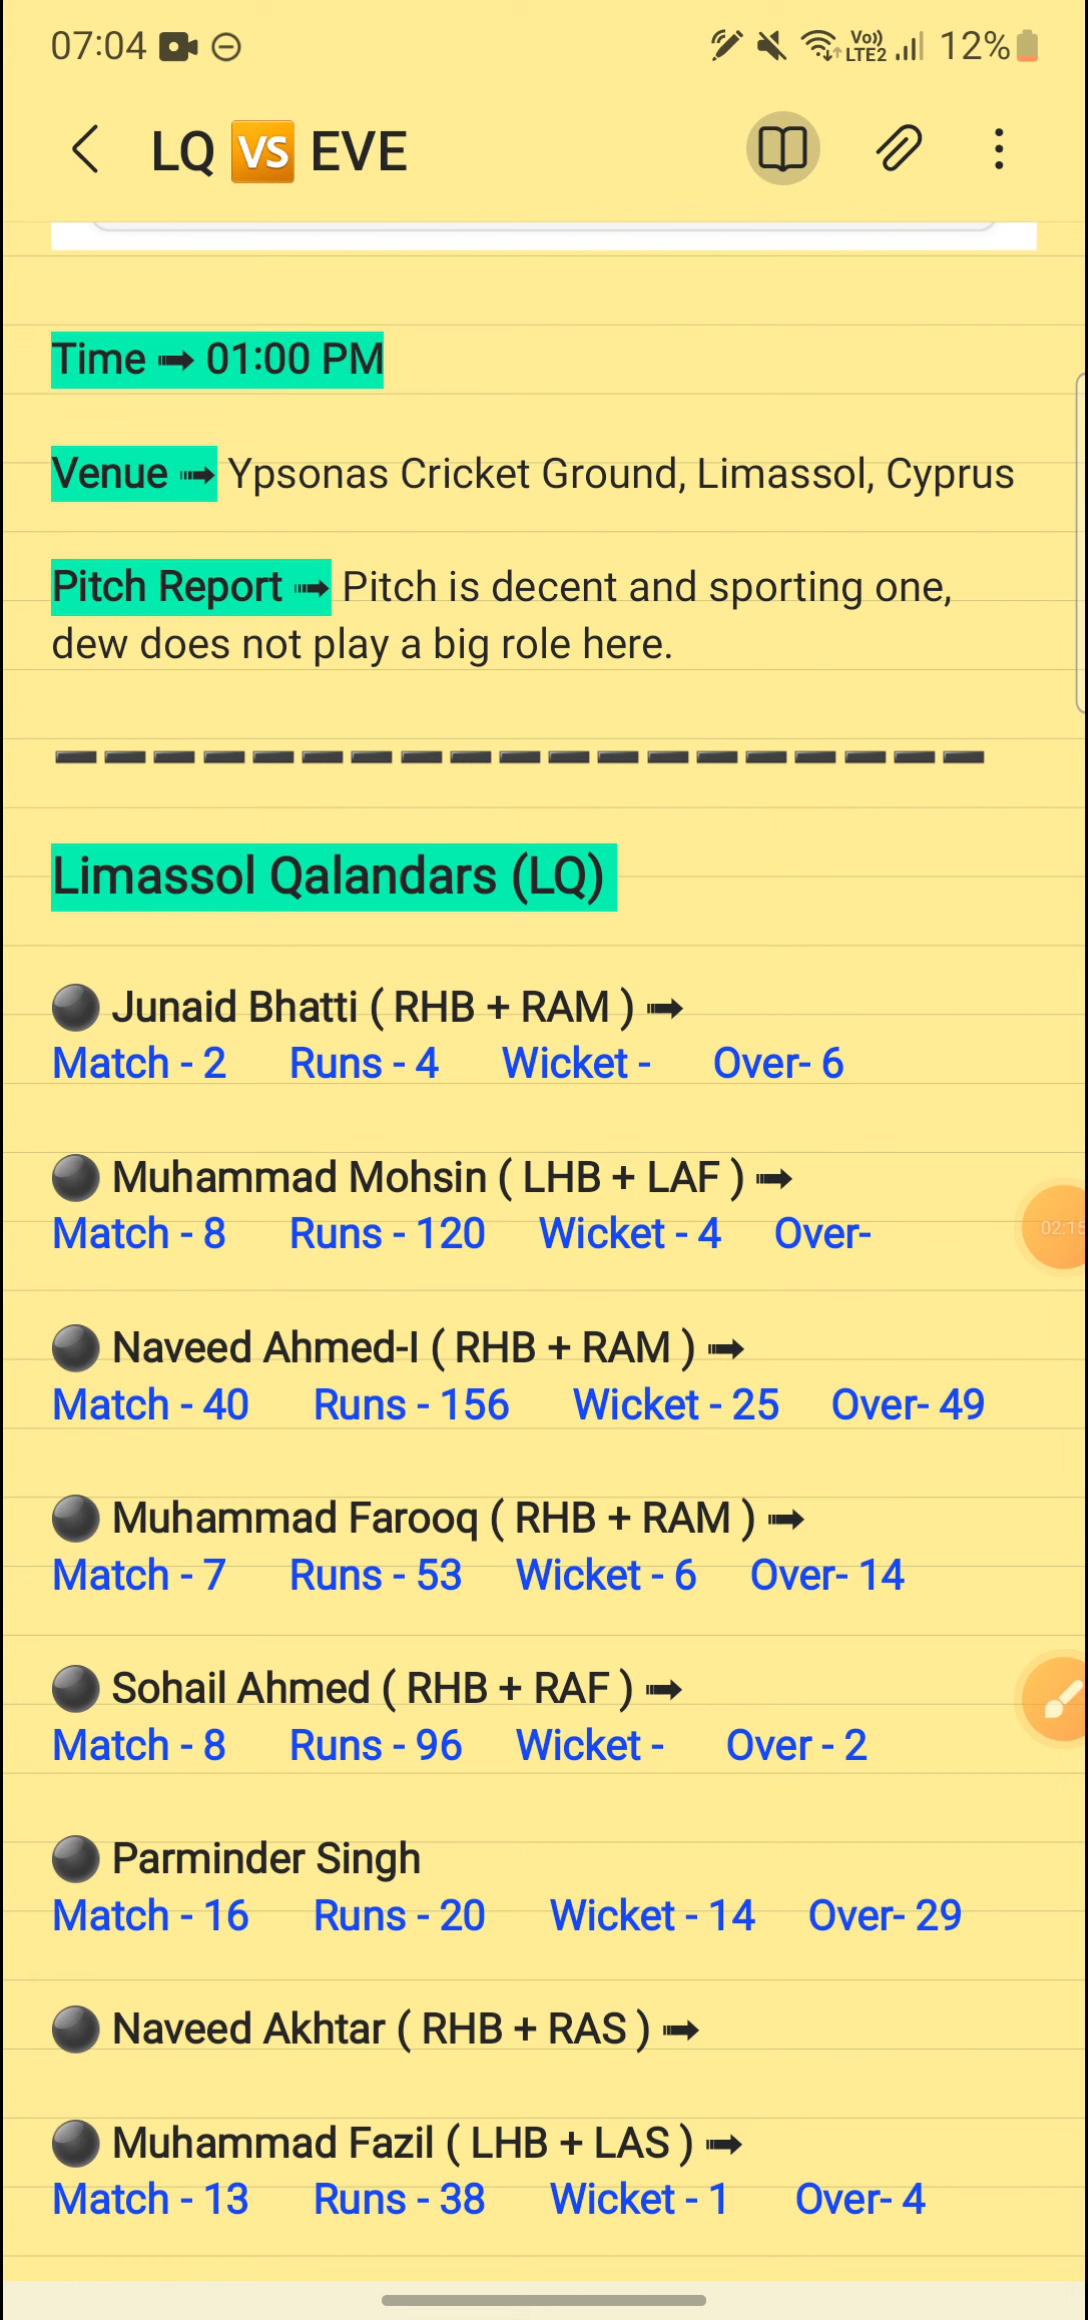 07:04 Vo)) LTE2 12%
LQ VS EVE
Time ➟ 01:00 PM
Venue ➟ Ypsonas Cricket Ground, Limassol, Cyprus
Pitch Report ➟ Pitch is decent and sporting one,
dew does not play a big role here.
Limassol Qalandars (LQ)
Junaid Bhatti ( RHB + RAM ) ➟
Match - 2 Runs - 4 Wicket - Over- 6
Muhammad Mohsin ( LHB + LAF ) ➟
Match - 8 Runs - 120 Wicket - 4 Over-
Naveed Ahmed-I ( RHB + RAM ) ➟
Match - 40 Runs - 156 Wicket - 25 Over- 49
Muhammad Farooq ( RHB + RAM ) ➟
Match - 7 Runs - 53 Wicket - 6 Over- 14
Sohail Ahmed ( RHB + RAF ) ➟
Match - 8 Runs - 96 Wicket - Over - 2
Parminder Singh
Match - 16 Runs - 20 Wicket - 14 Over- 29
Naveed Akhtar ( RHB + RAS ) ➟
Muhammad Fazil ( LHB + LAS ) ➟
Match - 13 Runs - 38 Wicket - 1 Over- 4